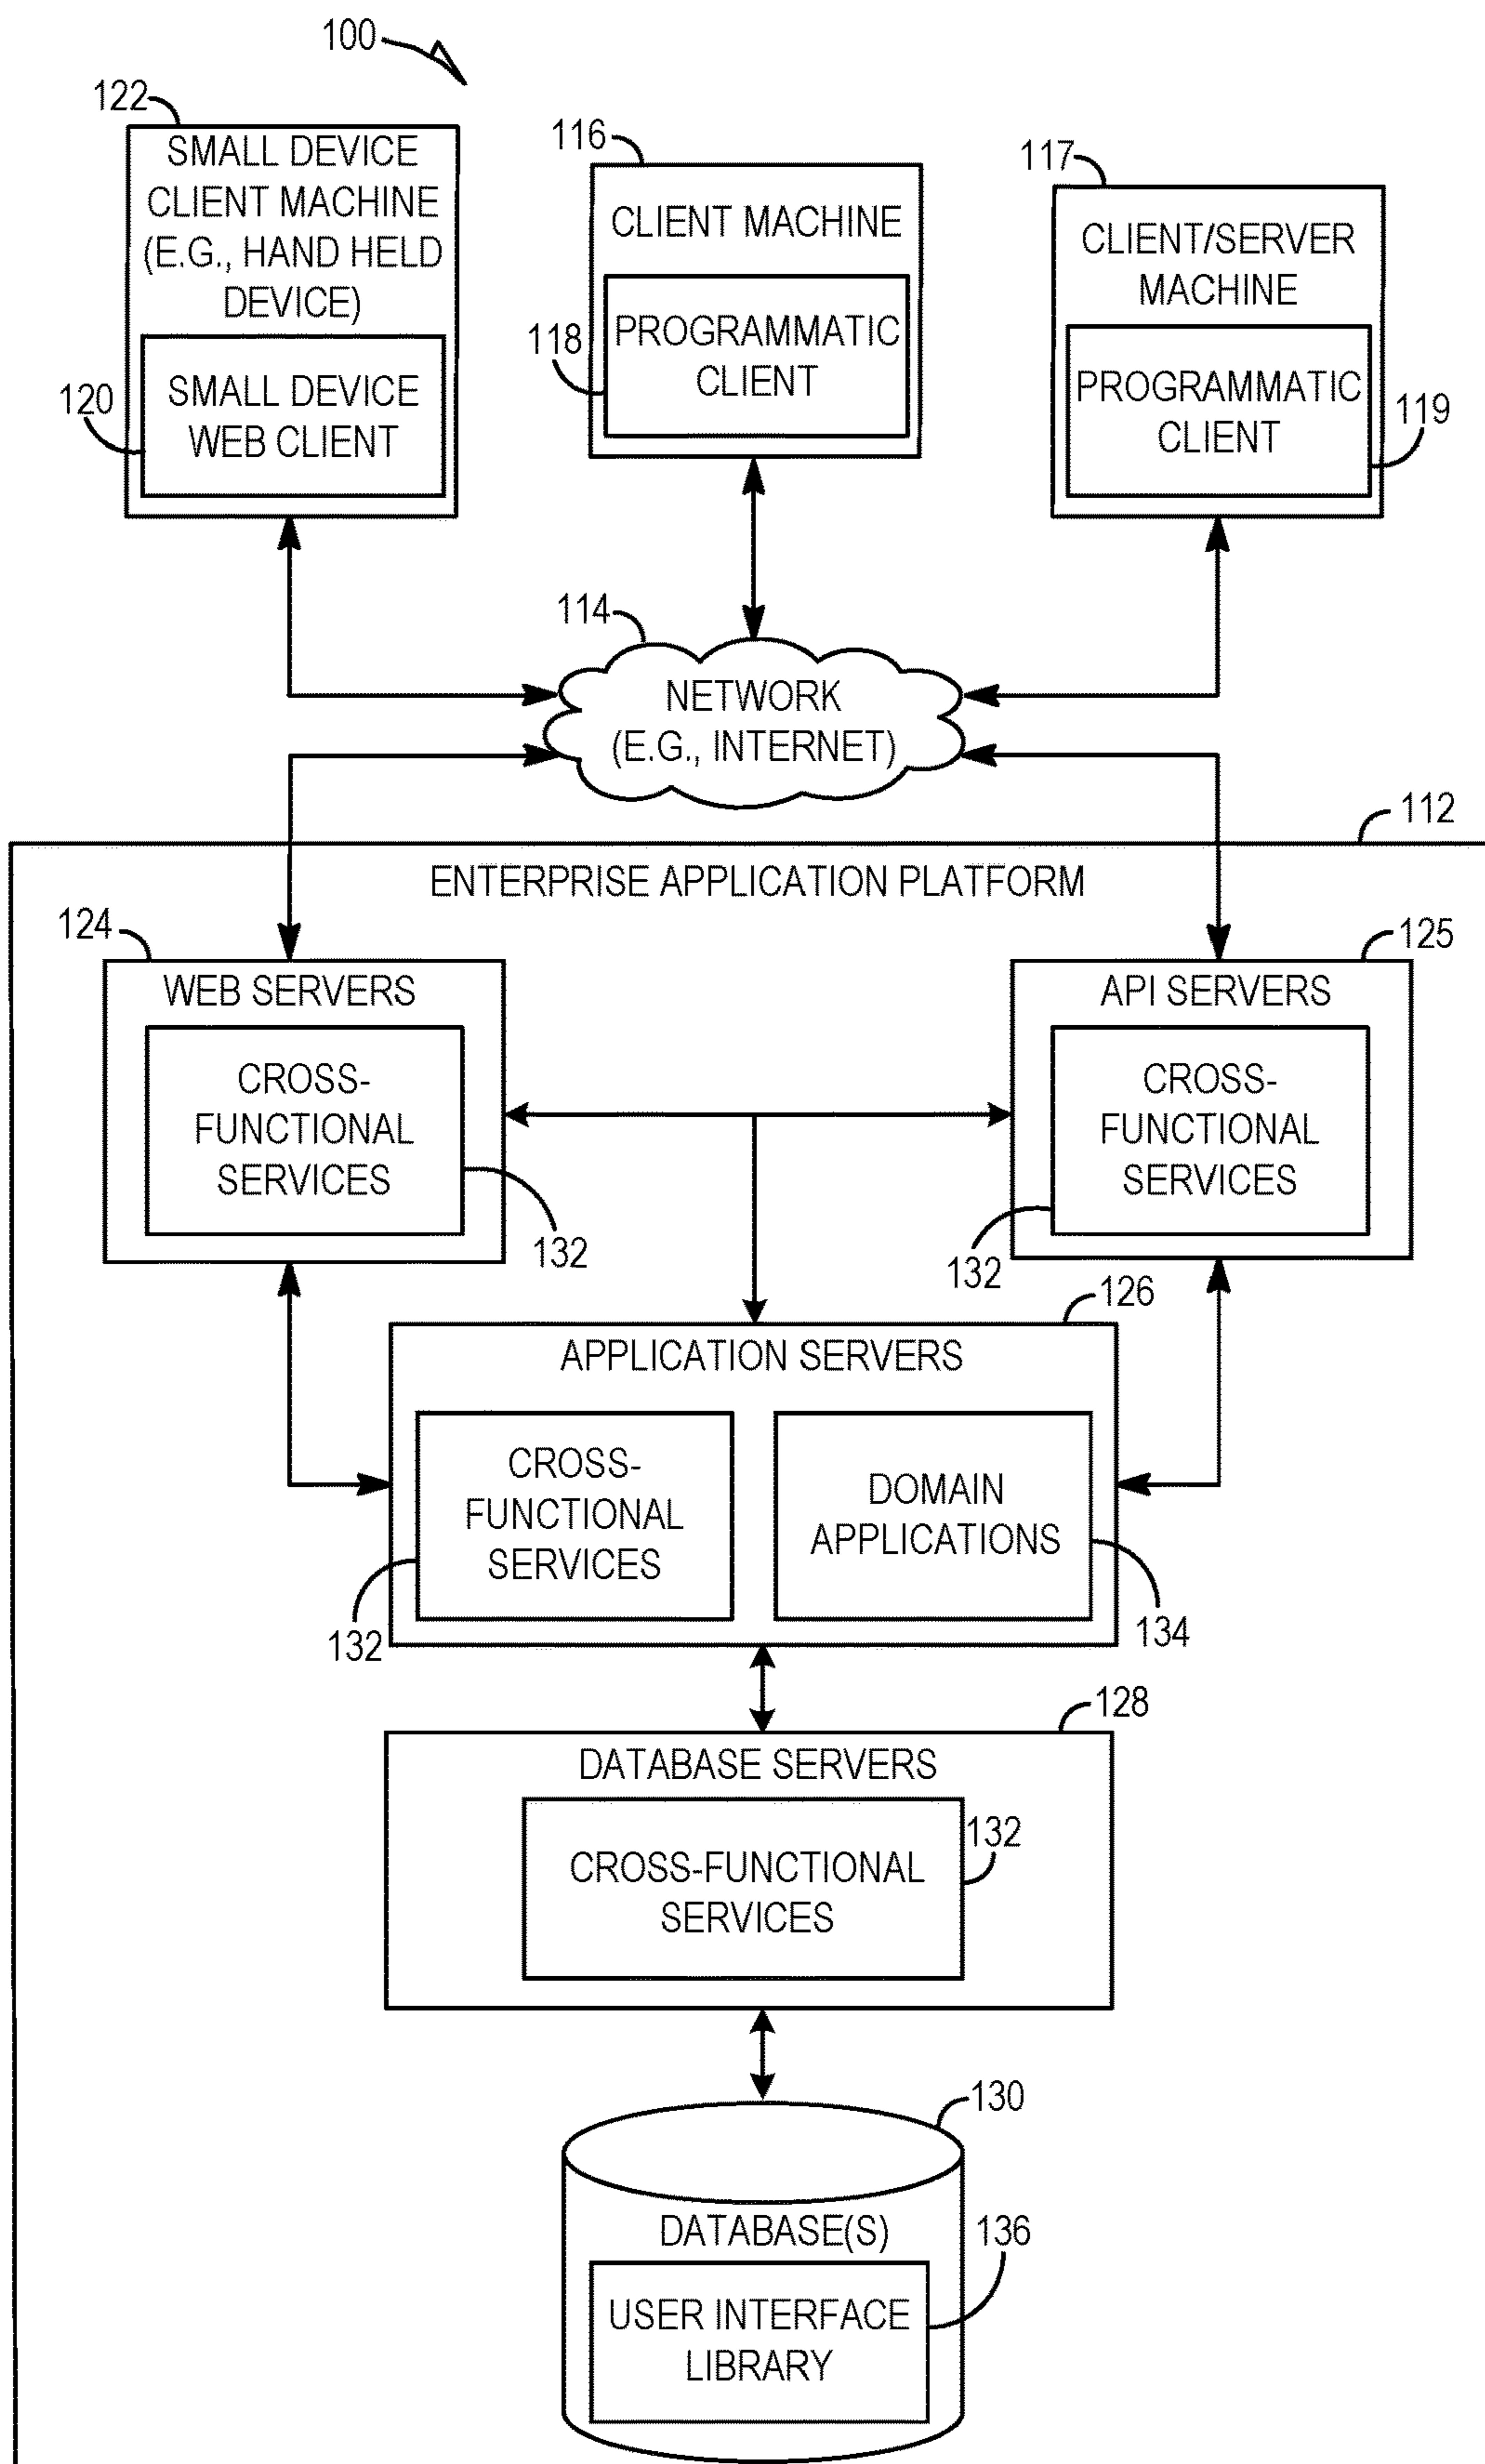 100
122
SMALL DEVICE
CLIENT MACHINE
(E.G., HAND HELD
DEVICE)
120
SMALL DEVICE
WEB CLIENT
116
CLIENT MACHINE
118
PROGRAMMATIC
CLIENT
117
CLIENT/SERVER
MACHINE
PROGRAMMATIC
CLIENT
119
114
NETWORK
(E.G., INTERNET)
112
ENTERPRISE APPLICATION PLATFORM
124
WEB SERVERS
CROSS-
FUNCTIONAL
SERVICES
132
125
API SERVERS
CROSS-
FUNCTIONAL
SERVICES
132
126
APPLICATION SERVERS
CROSS-
FUNCTIONAL
SERVICES
132
DOMAIN
APPLICATIONS
134
128
DATABASE SERVERS
132
CROSS-FUNCTIONAL
SERVICES
130
DATABASE(S)
136
USER INTERFACE
LIBRARY